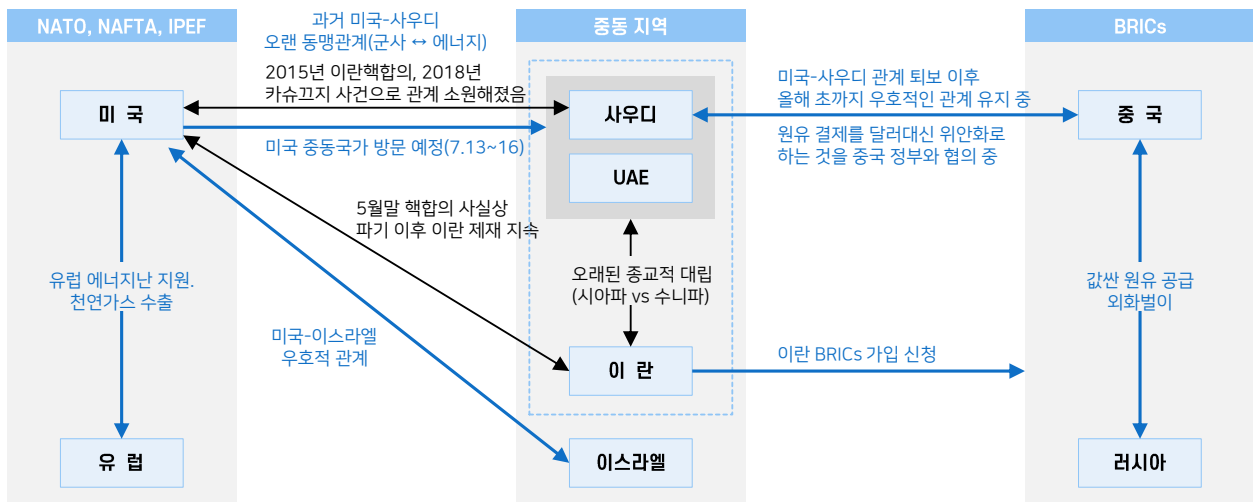 NATO, NAFTA, IPEF
과거 미국-사우디
오랜 동맹관계(군사 ↔ 에너지)
중동 지역
BRICs
2015년 이란핵합의, 2018년
카슈끄지 사건으로 관계 소원해졌음
미국-사우디 관계 퇴보 이후
올해 초까지 우호적인 관계 유지 중
미 국
사우디
중 국
미국 중동국가 방문 예정(7.13~16)
원유 결제를 달러대신 위안화로
하는 것을 중국 정부와 협의 중
UAE
5월말 핵합의 사실상
파기 이후 이란 제재 지속
유럽 에너지난 지원.
천연가스 수출
오래된 종교적 대립
(시아파 vs 수니파)
값싼 원유 공급
외화벌이
미국-이스라엘
우호적 관계
이 란
이란 BRICs 가입 신청
유 럽
이스라엘
러시아